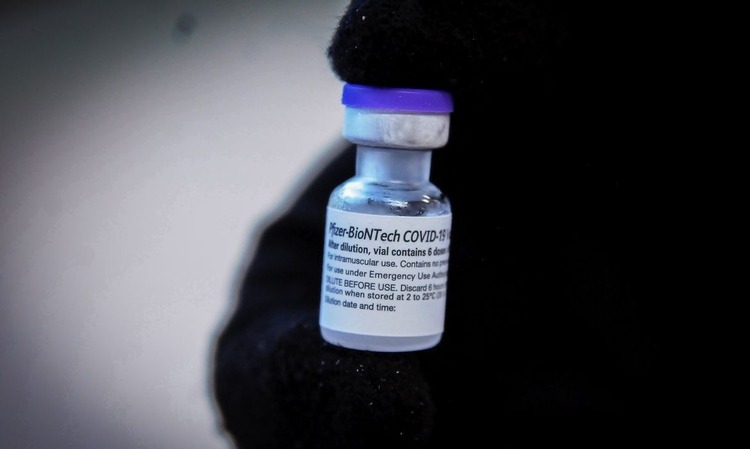 Pfizer-BioNTech COVID-19
After dilution, vial contains 6 doses
For intramuscular use. Contains no
For use under Emergency Use
DILUTE BEFORE USE. Discard 6
dilution when stored at 2 to 25°C
Dilution date and time: